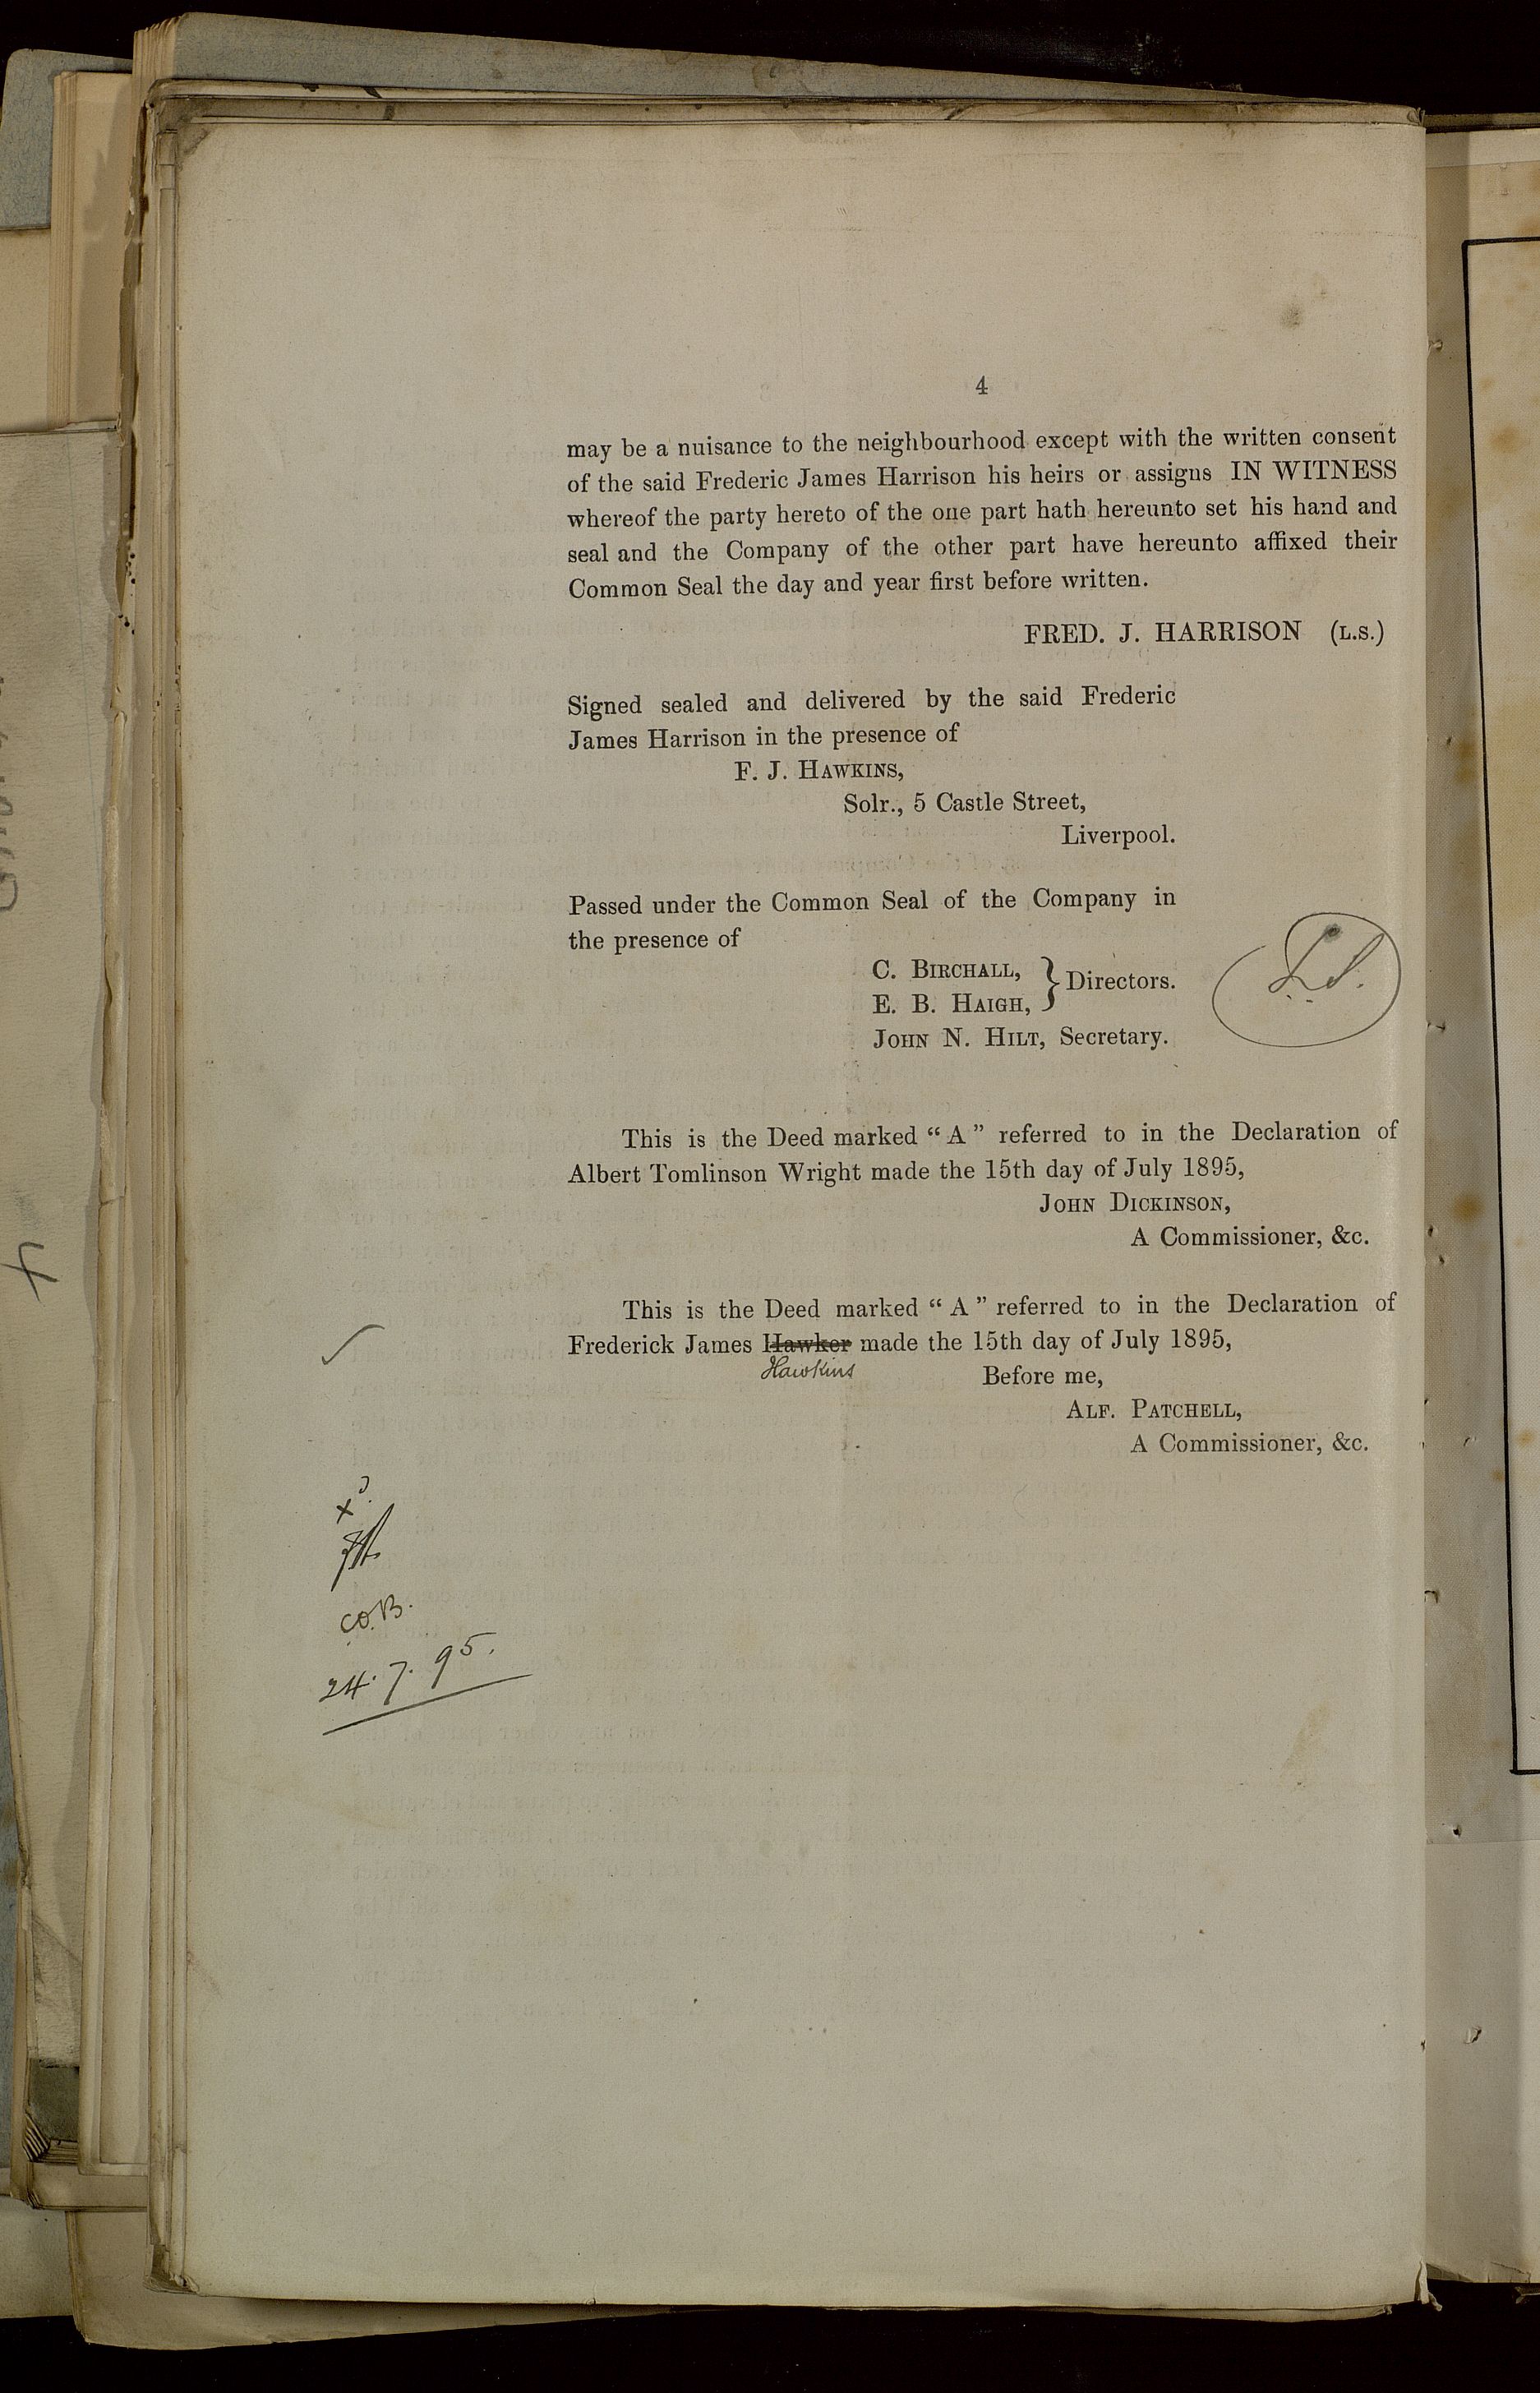 4
may be a nuisance to the neighbourhood except with the written consent
of the said Frederic James Harrison his heirs or assigns IN WITNESS
whereof the party hereto of the one part hath hereunto set his hand and
seal and the Company of the other part have hereunto affixed their
Common Seal the day and year first before written.
FRED. J. HARRISON (L.S.)
Signed sealed and delivered by the said Frederic
James Harrison in the presence of
F. J. HAWKINS,
Solr., 5 Castle Street,
Liverpool.
Passed under the Common Seal of the Company in
the presence of
C. BIRCHALL,
E. B. HAIGH, } Directors.
JOHN N. HILT, Secretary.
L.S.
This is the Deed marked “A” referred to in the Declaration of
Albert Tomlinson Wright made the 15th day of July 1895,
JOHN DICKINSON,
A Commissioner, &c.
This is the Deed marked “A” referred to in the Declaration of
Frederick James Hawker made the 15th day of July 1895,
Hawkins
Before me,
ALF. PATCHELL,
A Commissioner, &c.
24.7.95.